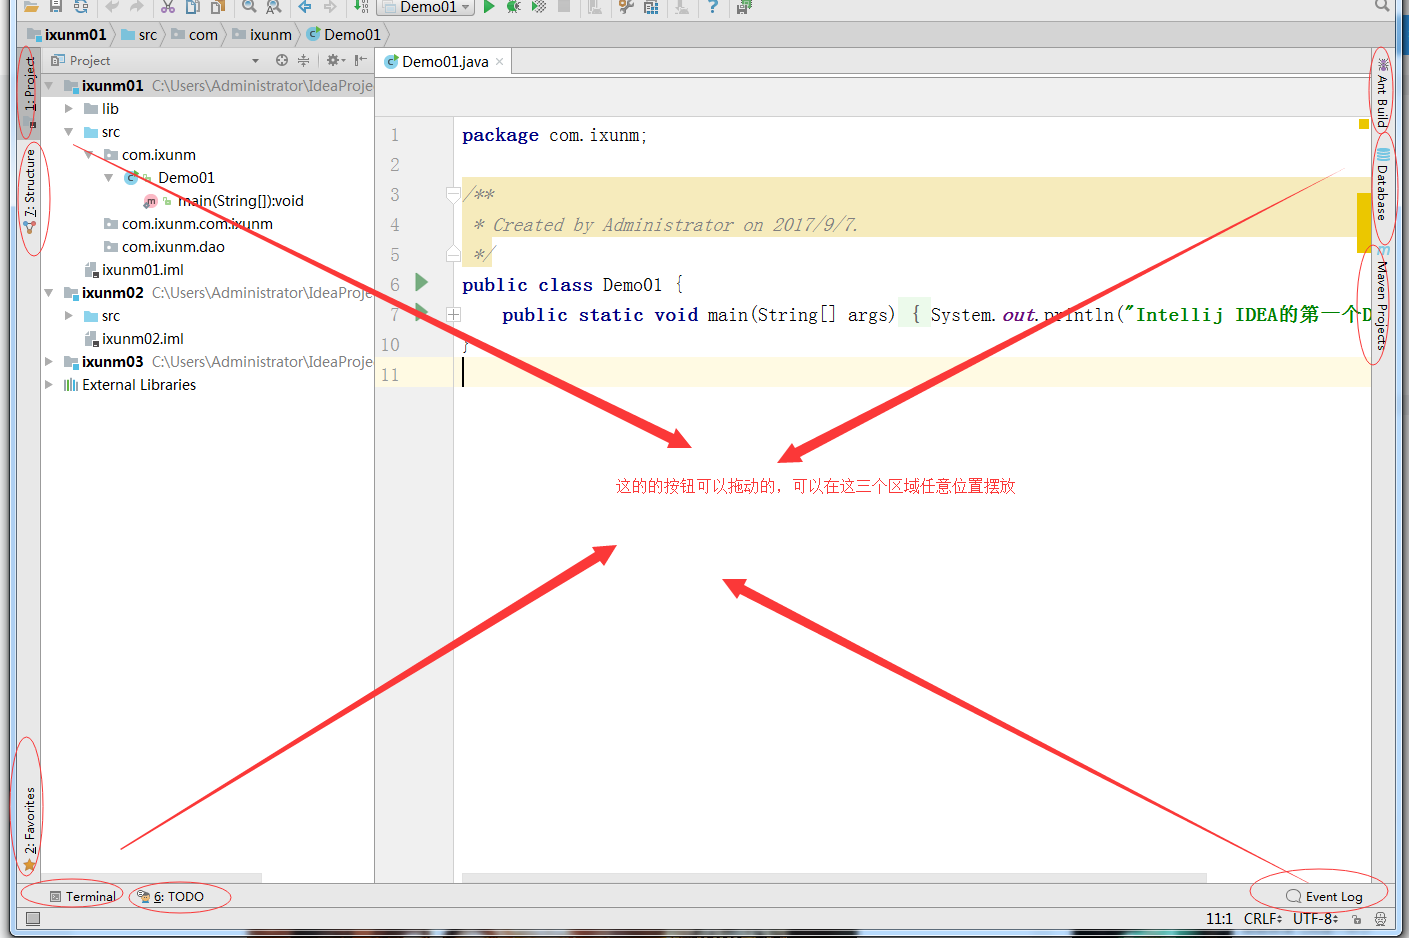 Demo01
ixunm01
src
com
ixunm
Demo01
Project
Demo01.java
1: Project
7: Structure
2: Favorites
ixunm01 C:\Users\Administrator\IdeaProje
lib
src
com.ixunm
Demo01
main(String[]):void
com.ixunm.com.ixunm
com.ixunm.dao
ixunm01.iml
ixunm02 C:\Users\Administrator\IdeaProje
src
ixunm02.iml
ixunm03 C:\Users\Administrator\IdeaProje
External Libraries
1 package com.ixunm;
2
3 /**
4 * Created by Administrator on 2017/9/7.
5 */
6 public class Demo01 {
7 public static void main(String[] args) { System.out.println("Intellij IDEA的第一个D
10 }
11
这的的按钮可以拖动的，可以在这三个区域任意位置摆放
Ant Build
Database
Maven Projects
Terminal
6: TODO
Event Log
11:1 CRLF UTF-8